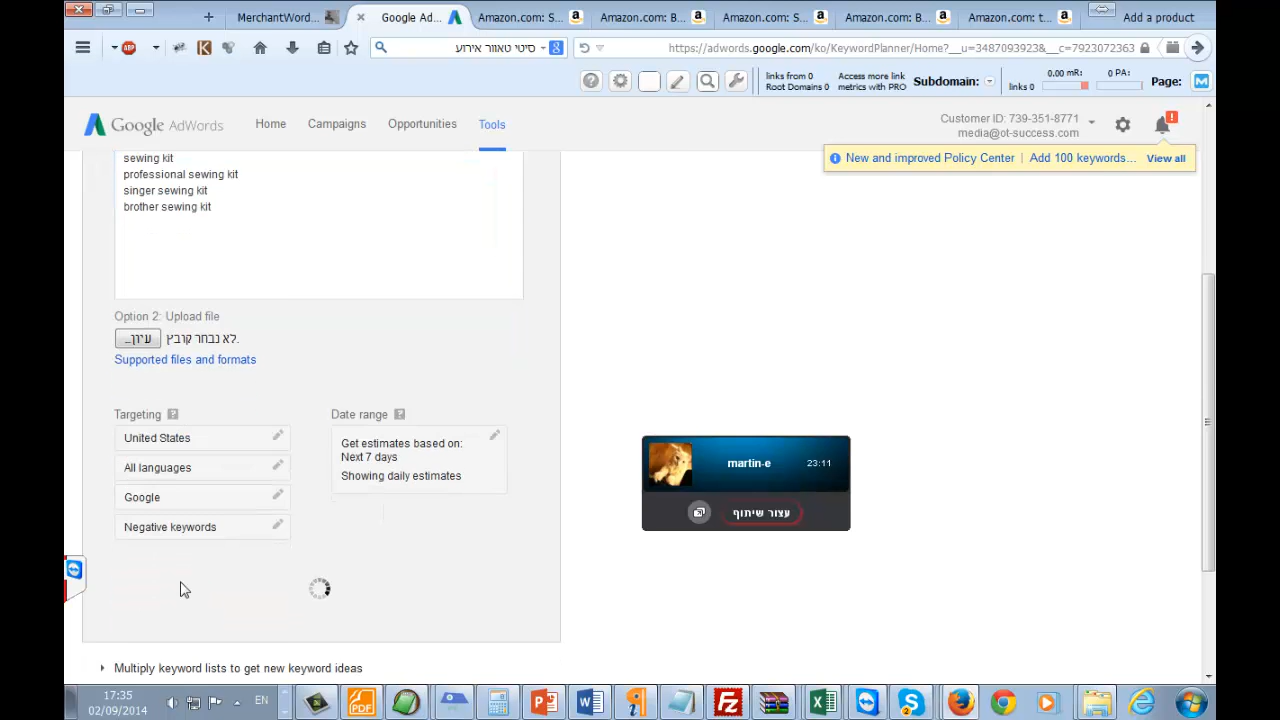 MerchantWord...
Google Ad...
Amazon.com: S...
Amazon.com: B...
Amazon.com: S...
Amazon.com: B...
Amazon.com: t...
Add a product
ABP
K
סיטי טאוור אירוע
8
https://adwords.google.com/ko/KeywordPlanner/Home?__u=3487093923&__c=7923072363
links from 0
Root Domains 0
Access more link
metrics with PRO
Subdomain:
links 0
0.00 mR:
0 PA:
Page:
M
Google AdWords
Home
Campaigns
Opportunities
Tools
Customer ID: 739-351-8771
media@ot-success.com
!
New and improved Policy Center
Add 100 keywords...
View all
sewing kit
professional sewing kit
singer sewing kit
brother sewing kit
Option 2: Upload file
עיון...
לא נבחר קובץ.
Supported files and formats
Targeting ?
Date range ?
United States
All languages
Google
Negative keywords
Get estimates based on:
Next 7 days
Showing daily estimates
martin-e
23:11
עצור שיתוף
Multiply keyword lists to get new keyword ideas
17:35
02/09/2014
EN
PDF